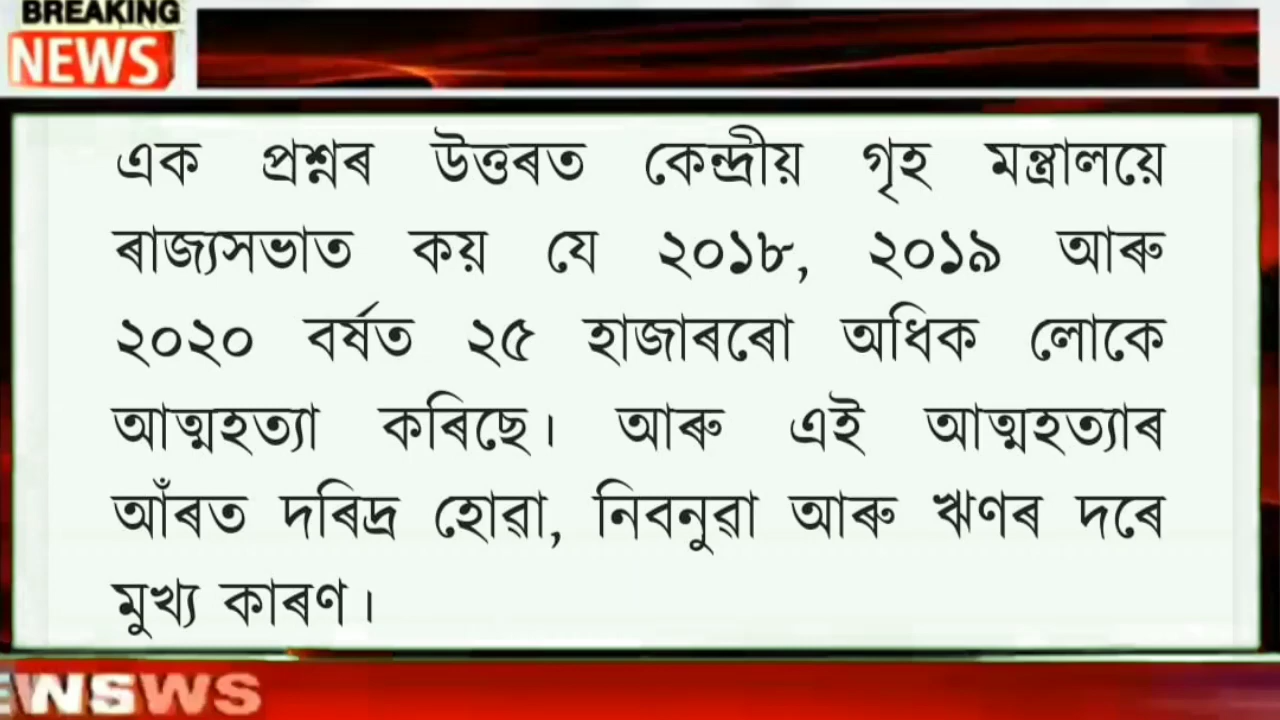 BREAKING
NEWS
এক প্ৰশ্নৰ উত্তৰত কেন্দ্ৰীয় গৃহ মন্ত্ৰালয়ে
ৰাজ্যসভাত কয় যে ২০১৮, ২০১৯ আৰু
২০২০ বৰ্ষত ২৫ হাজাৰৰো অধিক লোকে
আত্মহত্যা কৰিছে। আৰু এই আত্মহত্যাৰ
আঁৰত দৰিদ্ৰ হোৱা, নিবনুৱা আৰু ঋণৰ দৰে
মুখ্য কাৰণ।